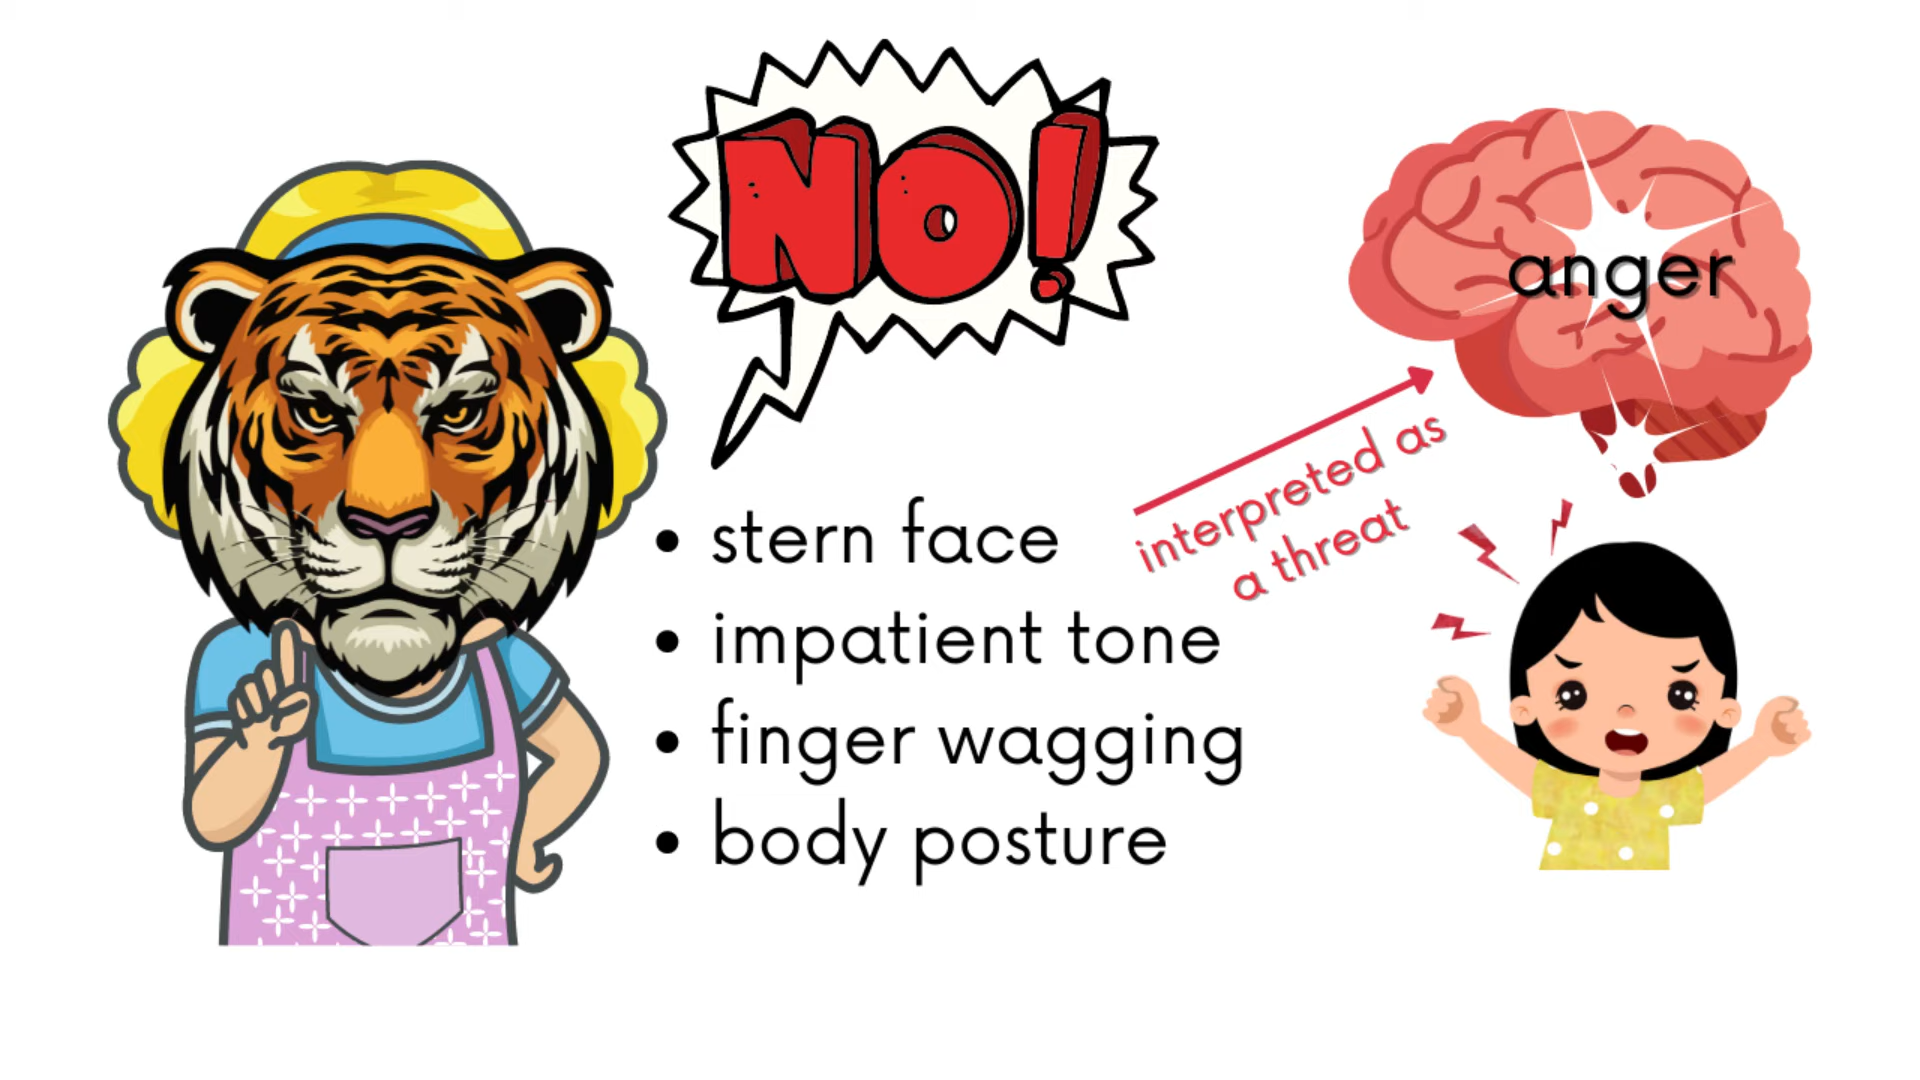 NO!
• stern face
• impatient tone
• finger wagging
• body posture
interpreted as
a threat
anger